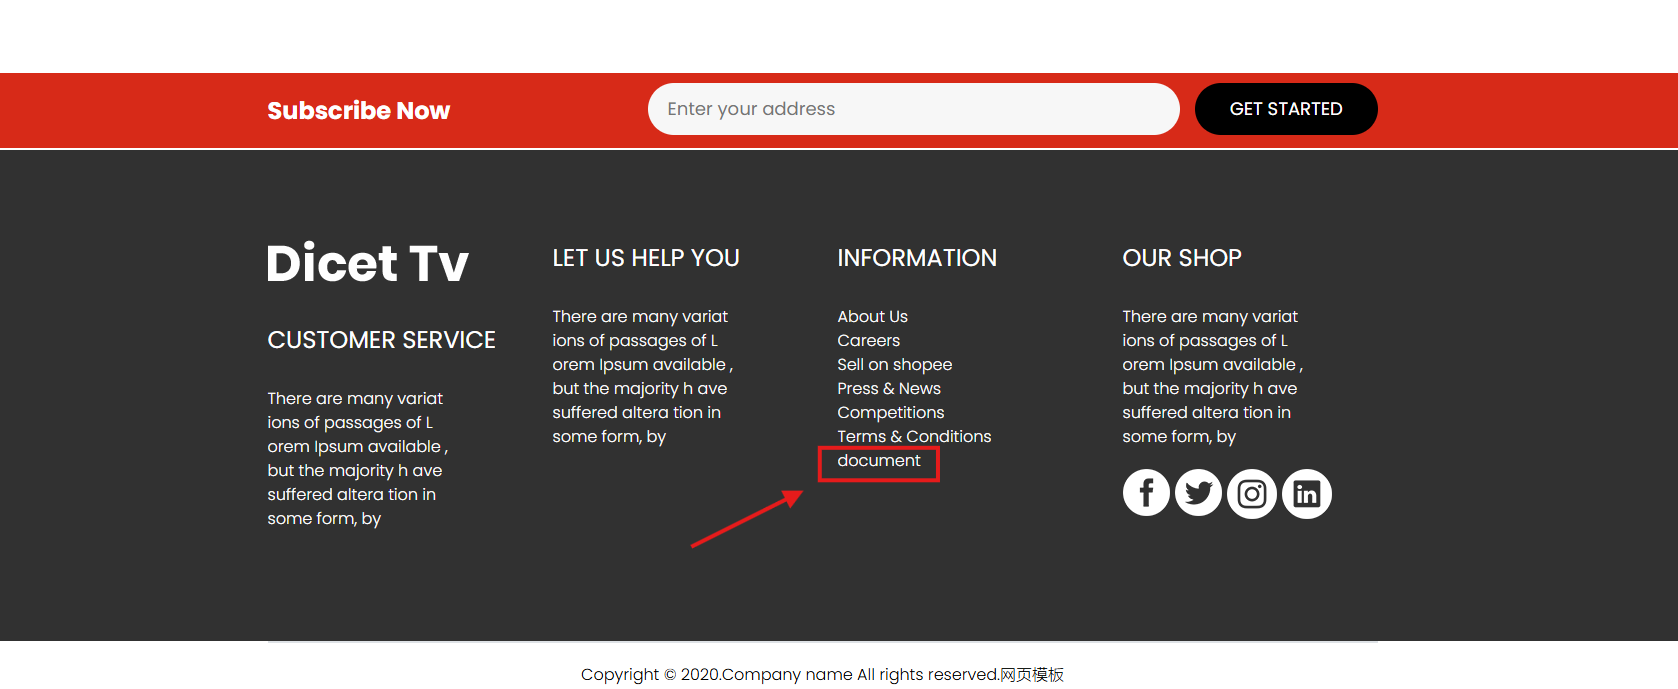 Subscribe Now
Enter your address
GET STARTED
Dicet Tv
CUSTOMER SERVICE
There are many variat
ions of passages of L
orem Ipsum available ,
but the majority h ave
suffered altera tion in
some form, by
LET US HELP YOU
There are many variat
ions of passages of L
orem Ipsum available ,
but the majority h ave
suffered altera tion in
some form, by
INFORMATION
About Us
Careers
Sell on shopee
Press & News
Competitions
Terms & Conditions
document
OUR SHOP
There are many variat
ions of passages of L
orem Ipsum available ,
but the majority h ave
suffered altera tion in
some form, by
Copyright © 2020.Company name All rights reserved.网页模板